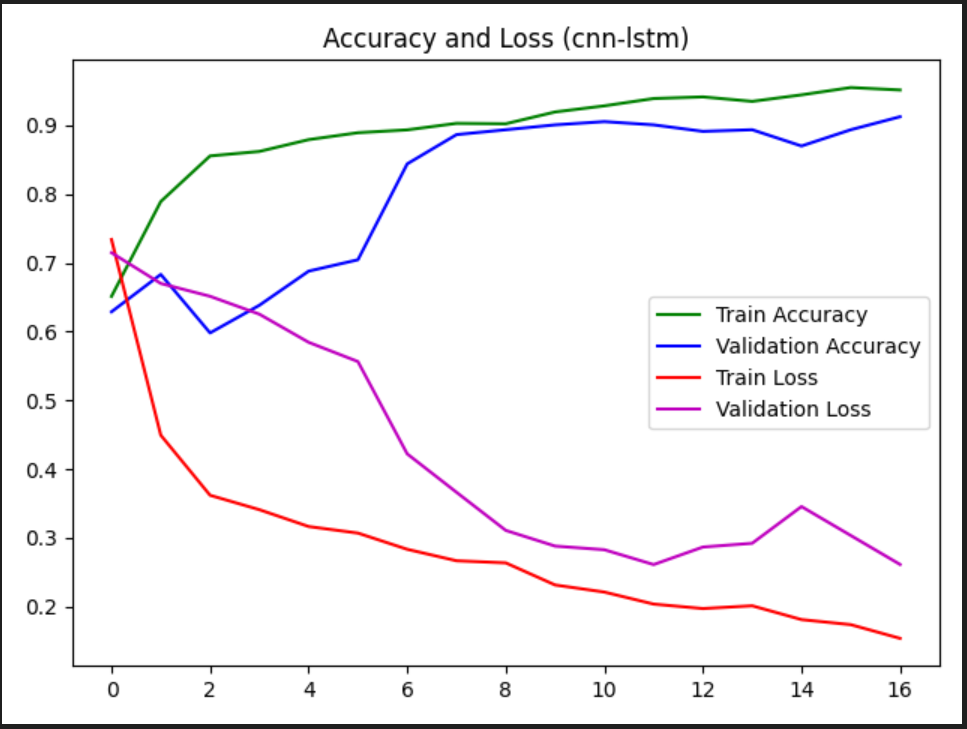 Accuracy and Loss (cnn-lstm)
0.9
0.8
0.7
0.6
0.5
0.4
0.3
0.2
Train Accuracy
Validation Accuracy
Train Loss
Validation Loss
0 2 4 6 8 10 12 14 16